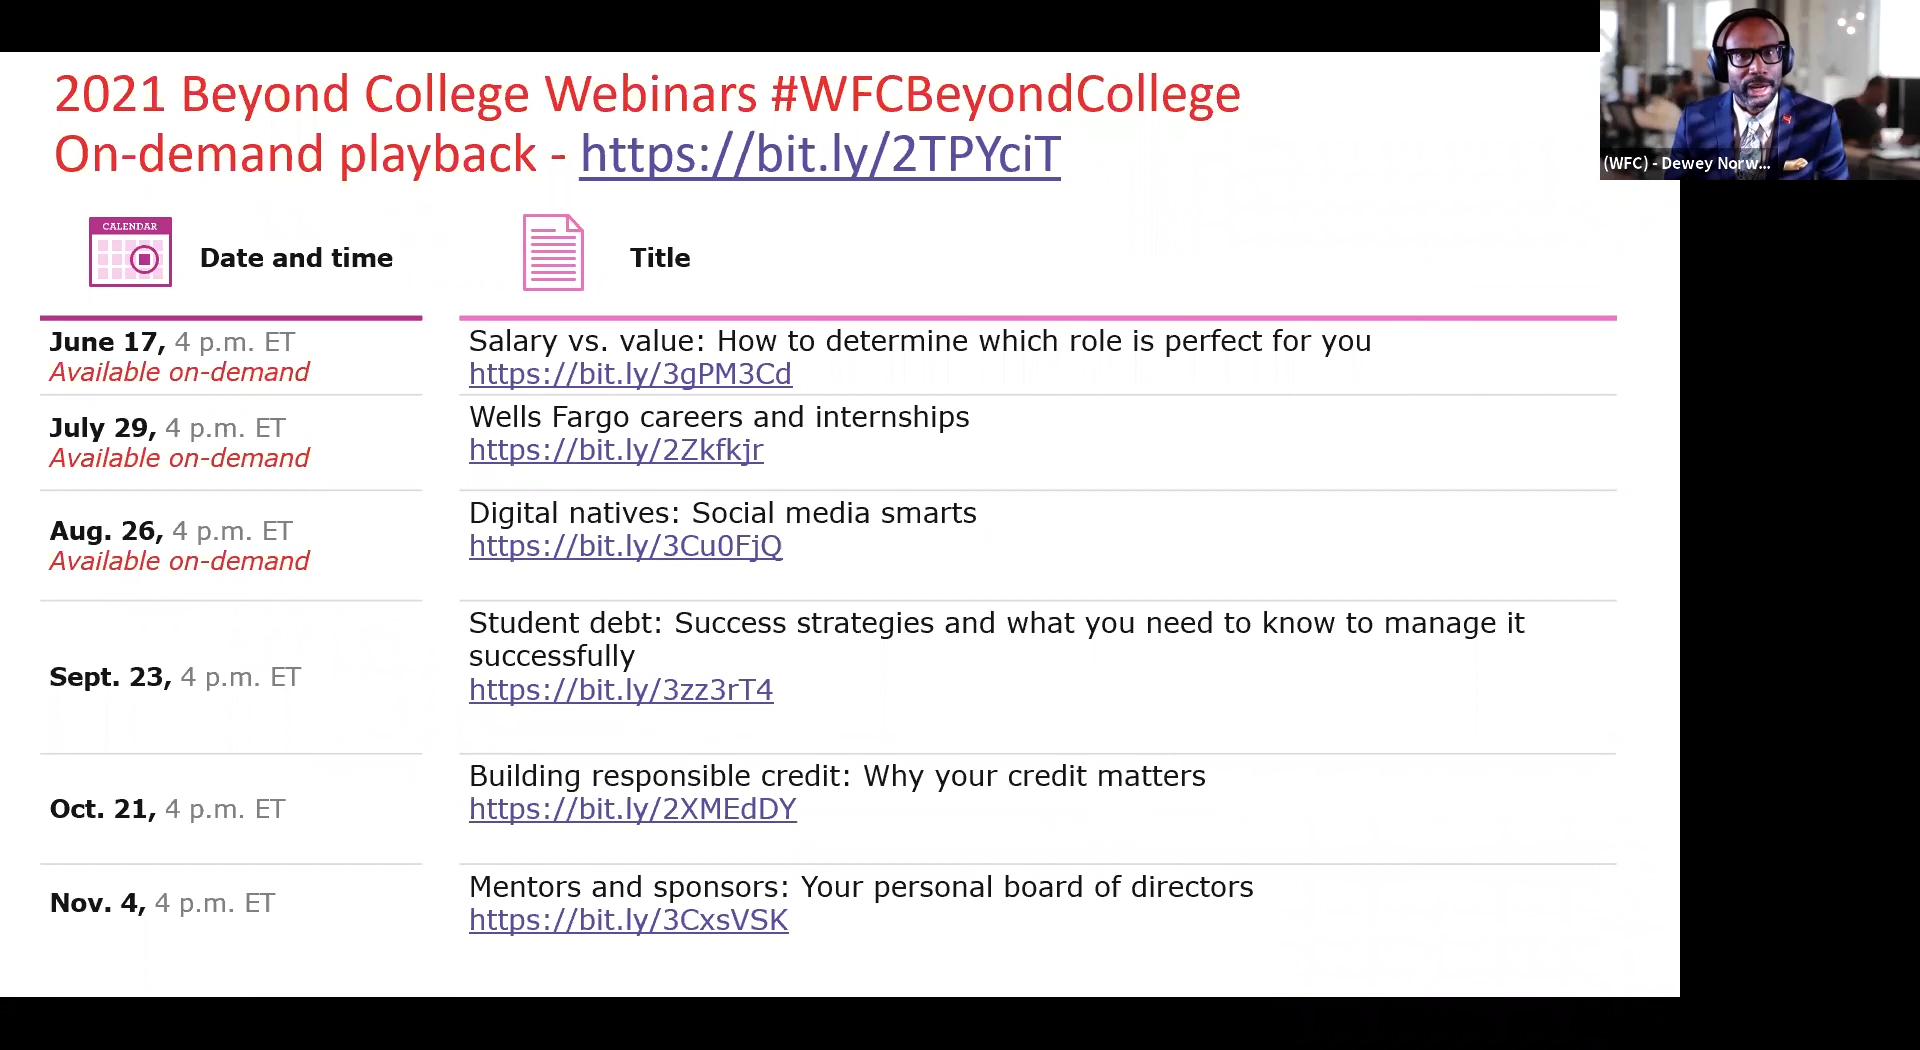 2021 Beyond College Webinars #WFCBeyondCollege
On-demand playback - https://bit.ly/2TPYciT
(WFC) - Dewey Norw...
CALENDAR
Date and time
Title
June 17, 4 p.m. ET
Available on-demand
Salary vs. value: How to determine which role is perfect for you
https://bit.ly/3gPM3Cd
July 29, 4 p.m. ET
Available on-demand
Wells Fargo careers and internships
https://bit.ly/2Zkfkjr
Aug. 26, 4 p.m. ET
Available on-demand
Digital natives: Social media smarts
https://bit.ly/3Cu0FjQ
Sept. 23, 4 p.m. ET
Student debt: Success strategies and what you need to know to manage it
successfully
https://bit.ly/3zz3rT4
Oct. 21, 4 p.m. ET
Building responsible credit: Why your credit matters
https://bit.ly/2XMEdDY
Nov. 4, 4 p.m. ET
Mentors and sponsors: Your personal board of directors
https://bit.ly/3CxsVSK